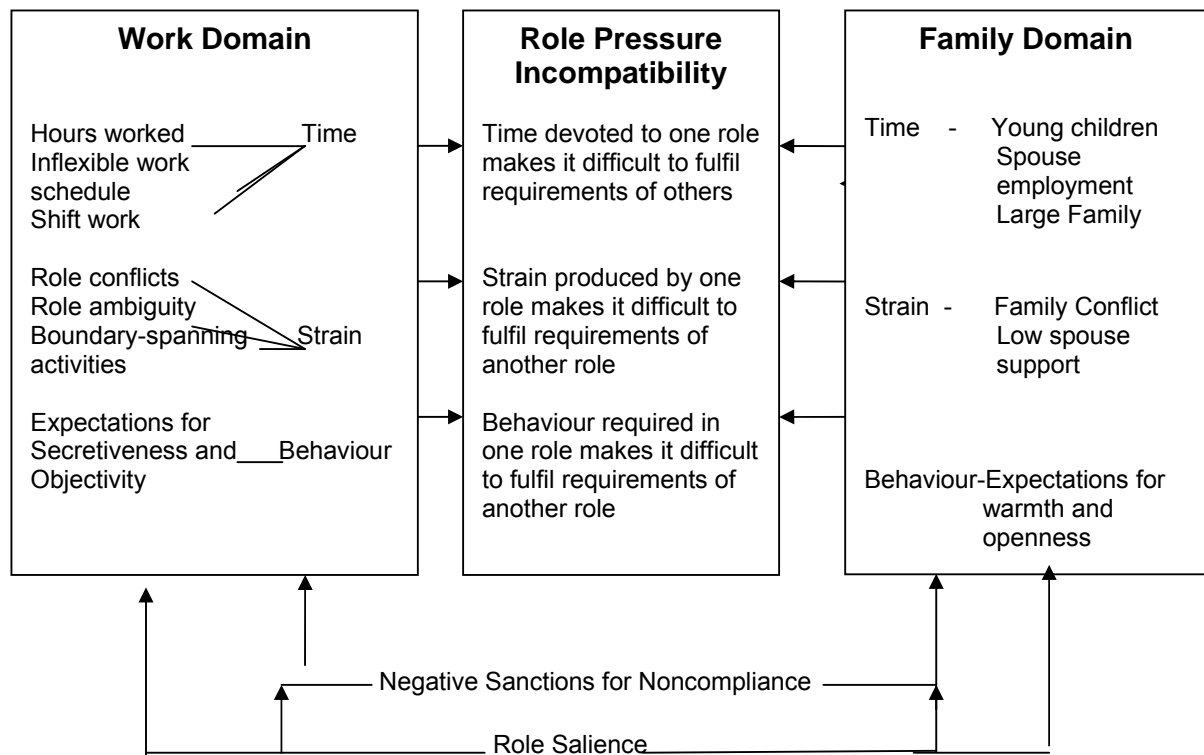 Work Domain
Hours worked Time
Inflexible work
schedule
Shift work
Role conflicts
Role ambiguity
Boundary-spanning Strain
activities
Expectations for
Secretiveness and Behaviour
Objectivity
Role Pressure
Incompatibility
Time devoted to one role
makes it difficult to fulfil
requirements of others
Strain produced by one
role makes it difficult to
fulfil requirements of
another role
Behaviour required in
one role makes it difficult
to fulfil requirements of
another role
Family Domain
Time - Young children
Spouse
employment
Large Family
Strain - Family Conflict
Low spouse
support
Behaviour-Expectations for
warmth and
openness
Negative Sanctions for Noncompliance
Role Salience